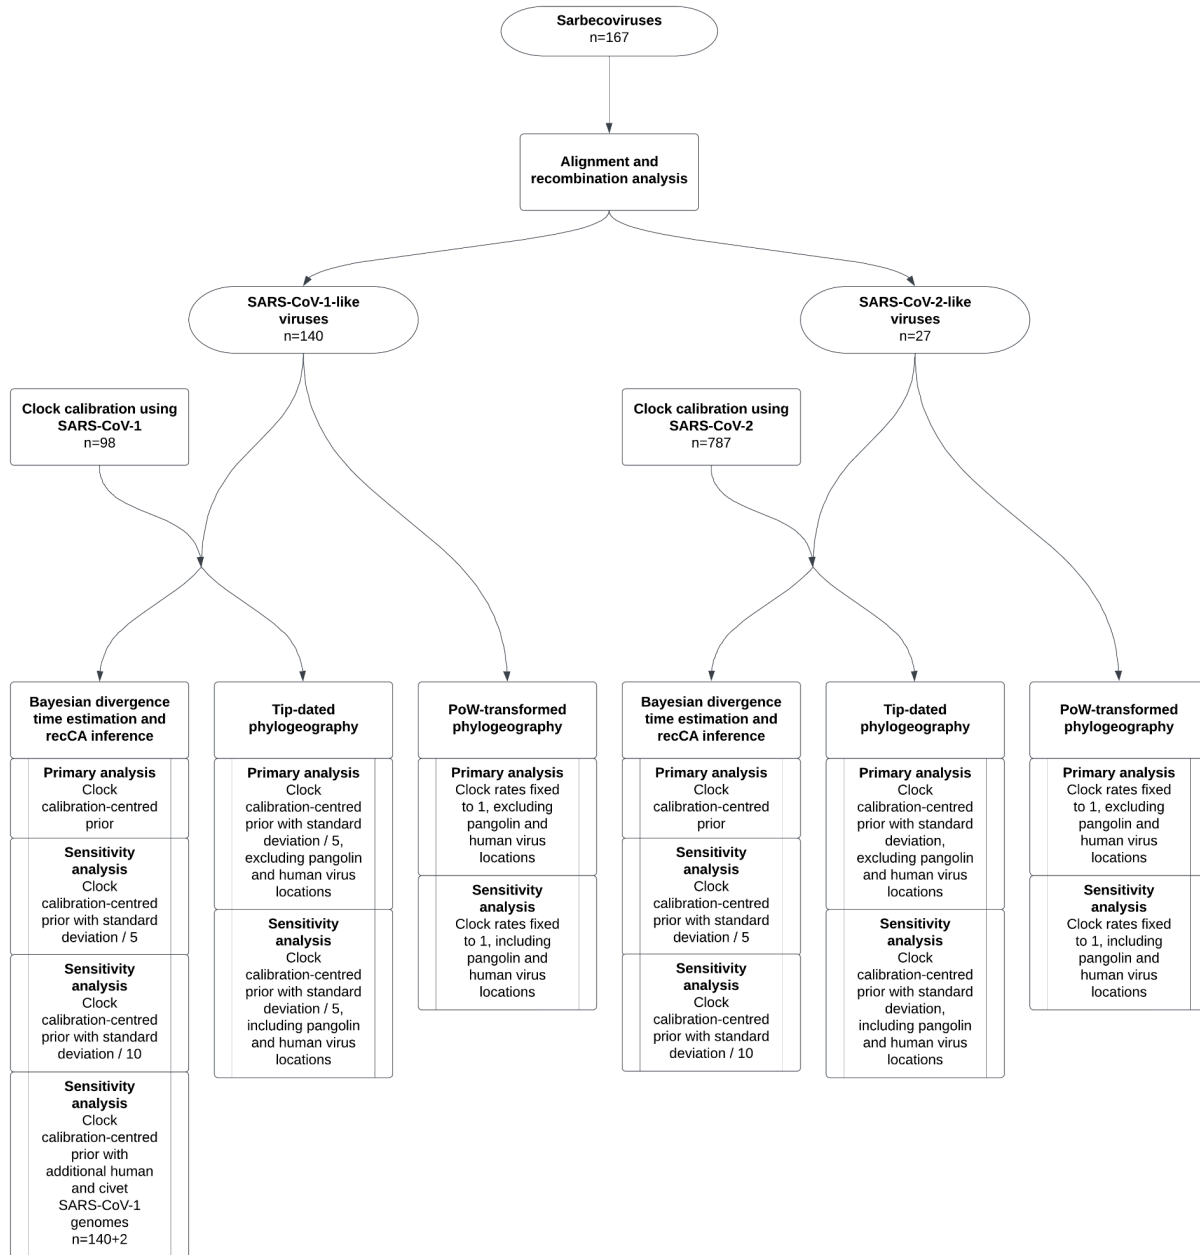 Sarbecoviruses
n=167
Alignment and
recombination analysis
SARS-CoV-1-like
viruses
n=140
SARS-CoV-2-like
viruses
n=27
Clock calibration using
SARS-CoV-1
n=98
Clock calibration using
SARS-CoV-2
n=787
Bayesian divergence
time estimation and
recCA inference
Primary analysis
Clock
calibration-centred
prior
Sensitivity
analysis
Clock
calibration-centred
prior with standard
deviation / 5
Sensitivity
analysis
Clock
calibration-centred
prior with standard
deviation / 10
Sensitivity
analysis
Clock
calibration-centred
prior with
additional human
and civet
SARS-CoV-1
genomes
n=140+2
Tip-dated
phylogeography
Primary analysis
Clock
calibration-centred
prior with standard
deviation / 5,
excluding pangolin
and human virus
locations
Sensitivity
analysis
Clock
calibration-centred
prior with standard
deviation / 5,
including pangolin
and human virus
locations
PoW-transformed
phylogeography
Primary analysis
Clock rates fixed
to 1, excluding
pangolin and
human virus
locations
Sensitivity
analysis
Clock rates fixed
to 1, including
pangolin and
human virus
locations
Bayesian divergence
time estimation and
recCA inference
Primary analysis
Clock
calibration-centred
prior
Sensitivity
analysis
Clock
calibration-centred
prior with standard
deviation / 5
Sensitivity
analysis
Clock
calibration-centred
prior with standard
deviation / 10
Tip-dated
phylogeography
Primary analysis
Clock
calibration-centred
prior with standard
deviation,
excluding pangolin
and human virus
locations
Sensitivity
analysis
Clock
calibration-centred
prior with standard
deviation,
including pangolin
and human virus
locations
PoW-transformed
phylogeography
Primary analysis
Clock rates fixed
to 1, excluding
pangolin and
human virus
locations
Sensitivity
analysis
Clock rates fixed
to 1, including
pangolin and
human virus
locations